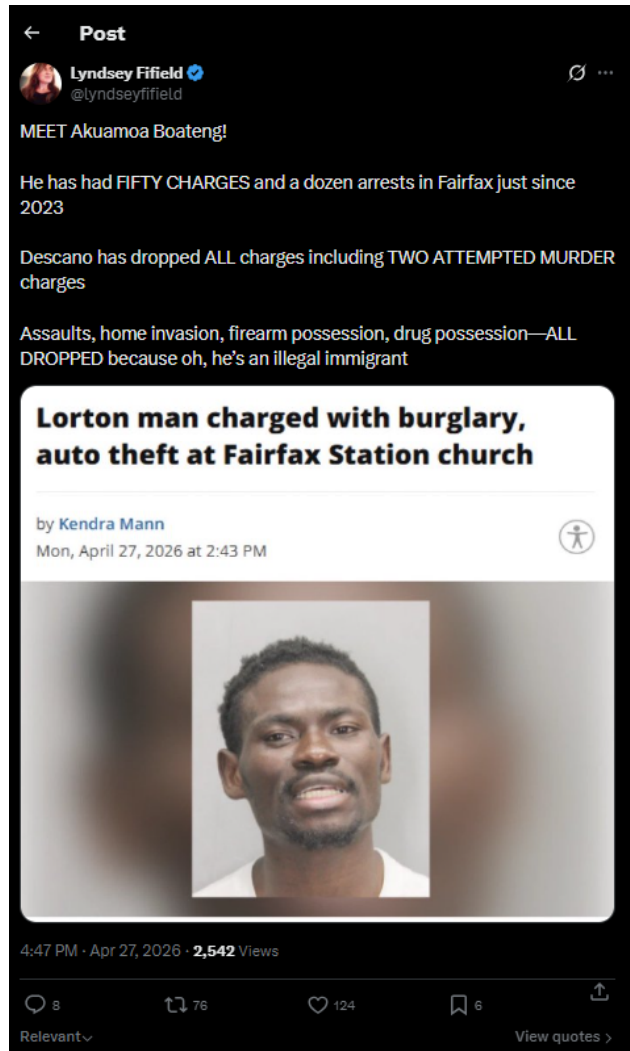 Post
Lyndsey Fifield
@lyndseyfifield
MEET Akuamoa Boateng!
He has had FIFTY CHARGES and a dozen arrests in Fairfax just since
2023
Descano has dropped ALL charges including TWO ATTEMPTED MURDER
charges
Assaults, home invasion, firearm possession, drug possession—ALL
DROPPED because oh, he's an illegal immigrant
Lorton man charged with burglary,
auto theft at Fairfax Station church
by Kendra Mann
Mon, April 27, 2026 at 2:43 PM
4:47 PM · Apr 27, 2026 · 2,542 Views
8 76 124 6
Relevant View quotes